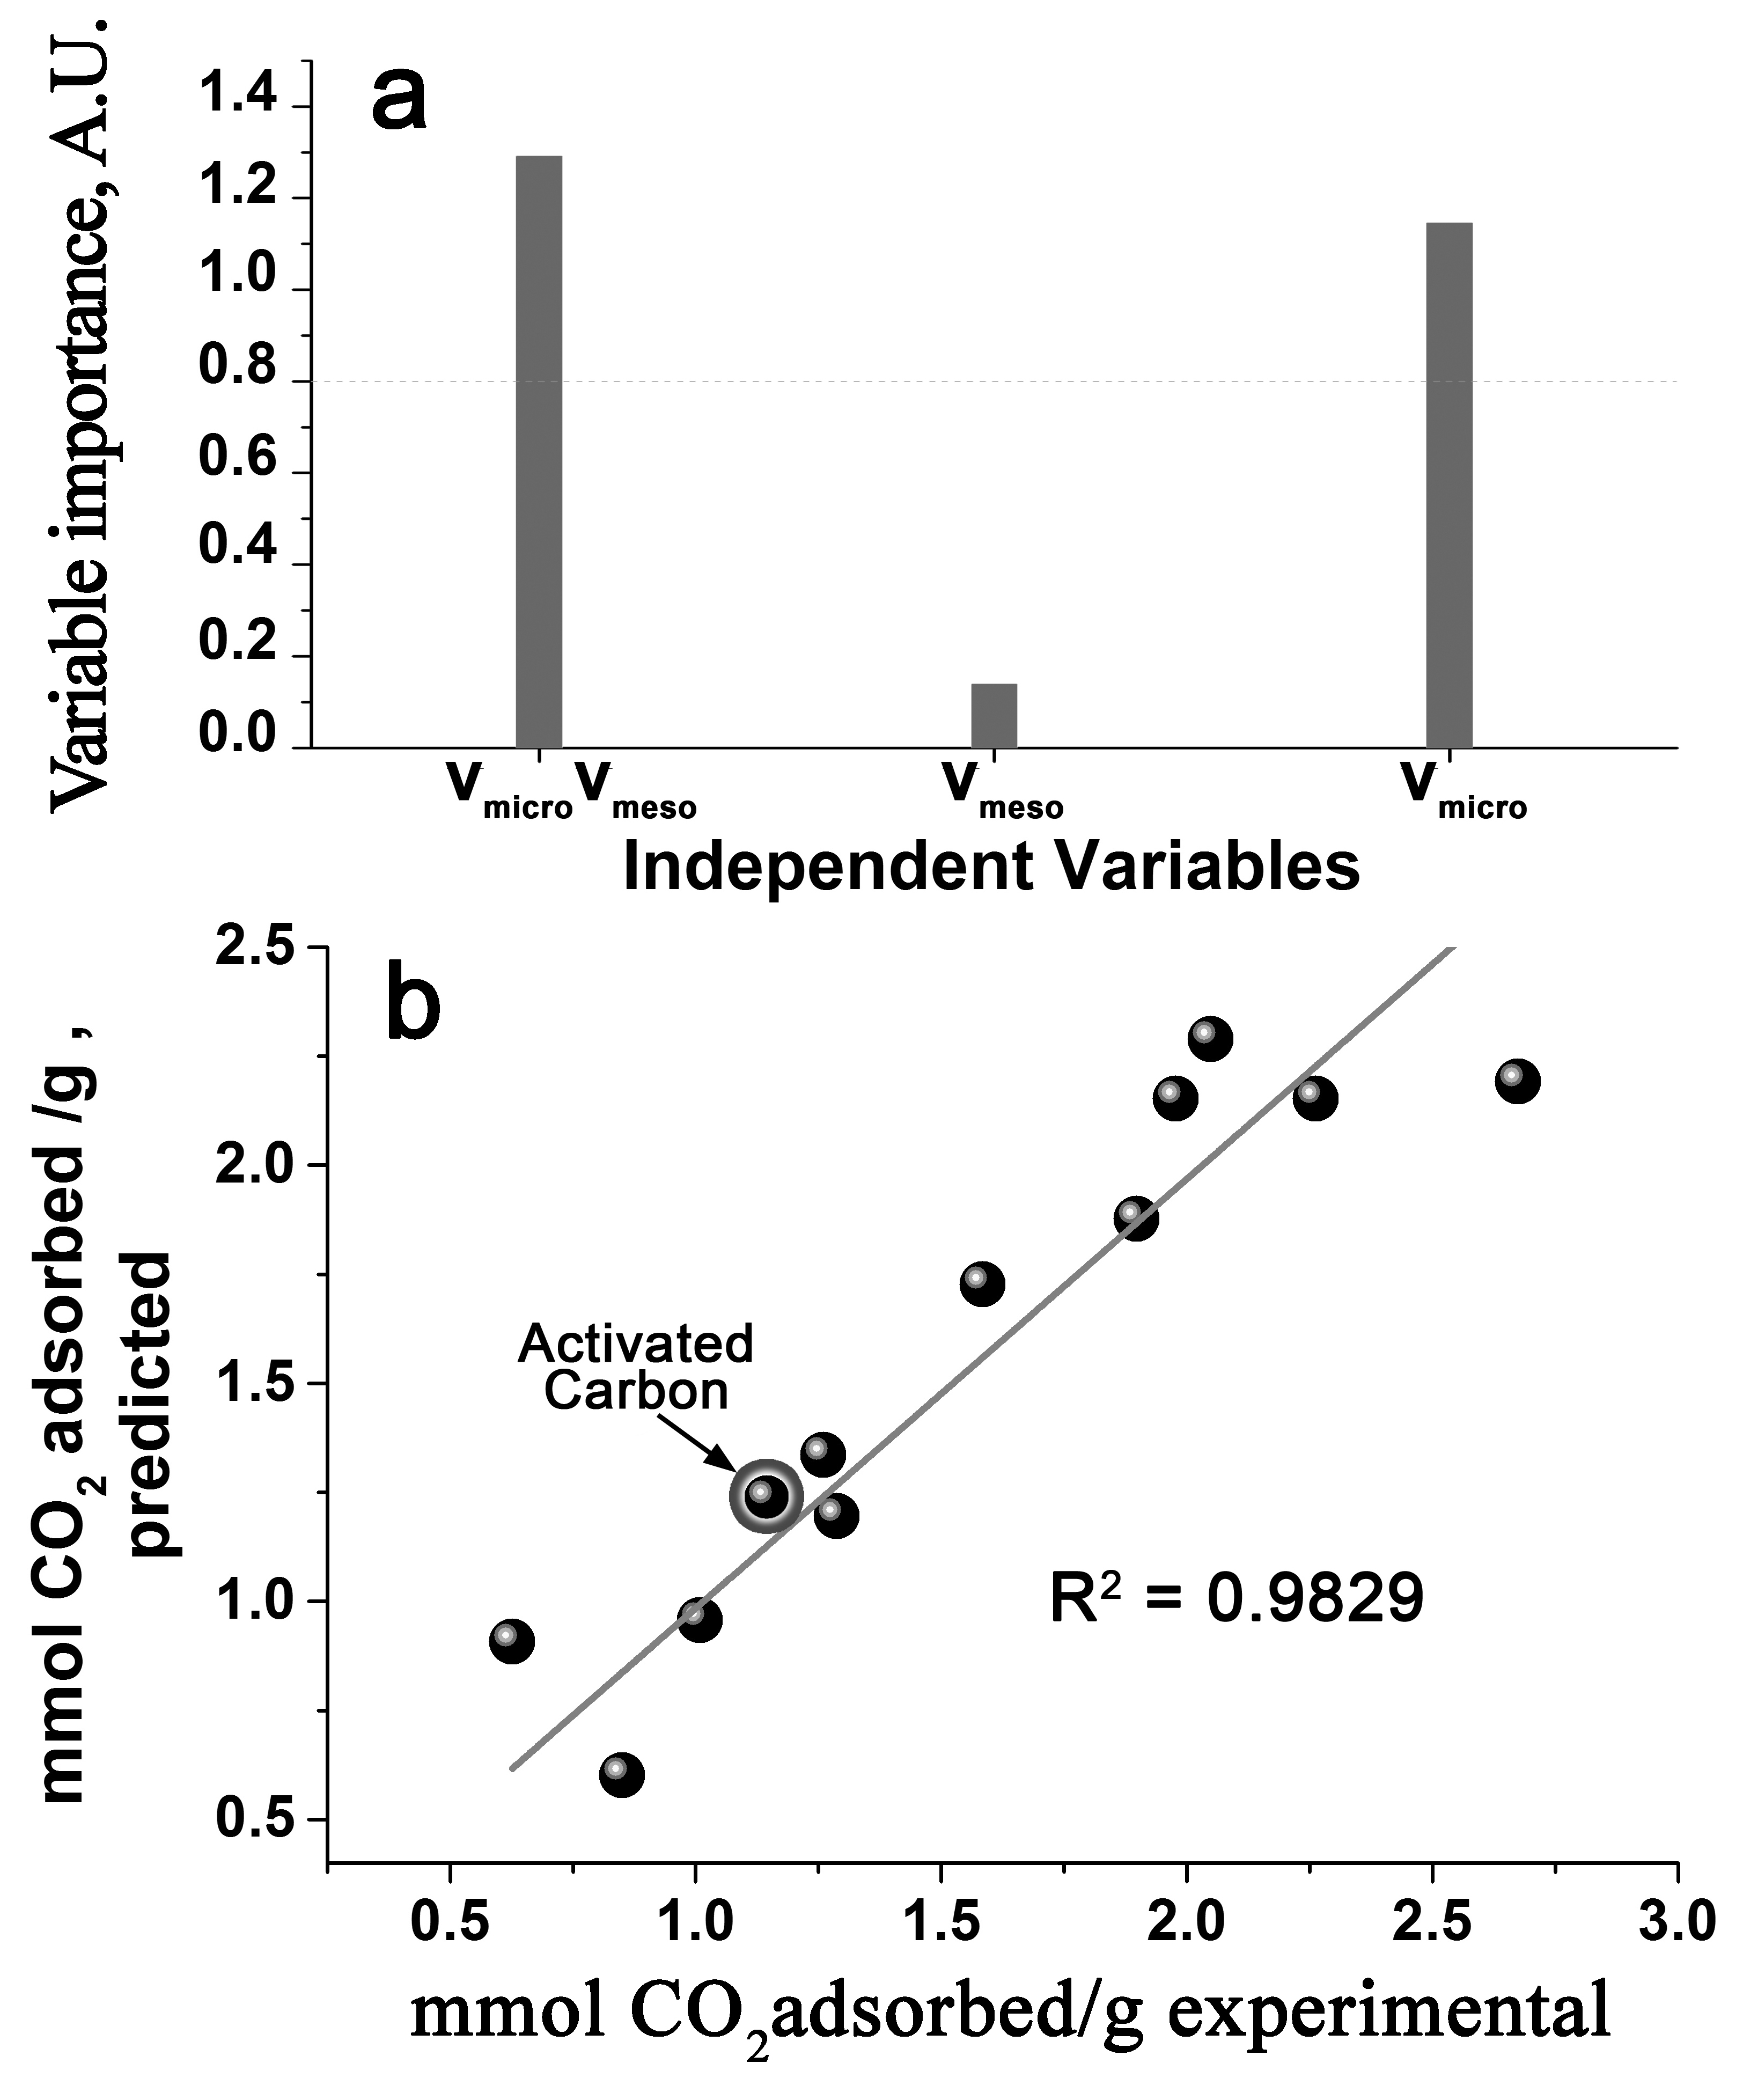 Variable importance, A.U.
a
1.4
1.2
1.0
0.8
0.6
0.4
0.2
0.0
Vmicro Vmeso
Vmeso
Vmicro
Independent Variables
mmol CO2 adsorbed /g ,
predicted
b
2.5
2.0
1.5
1.0
0.5
Activated
Carbon
R² = 0.9829
0.5 1.0 1.5 2.0 2.5 3.0
mmol CO2adsorbed/g experimental